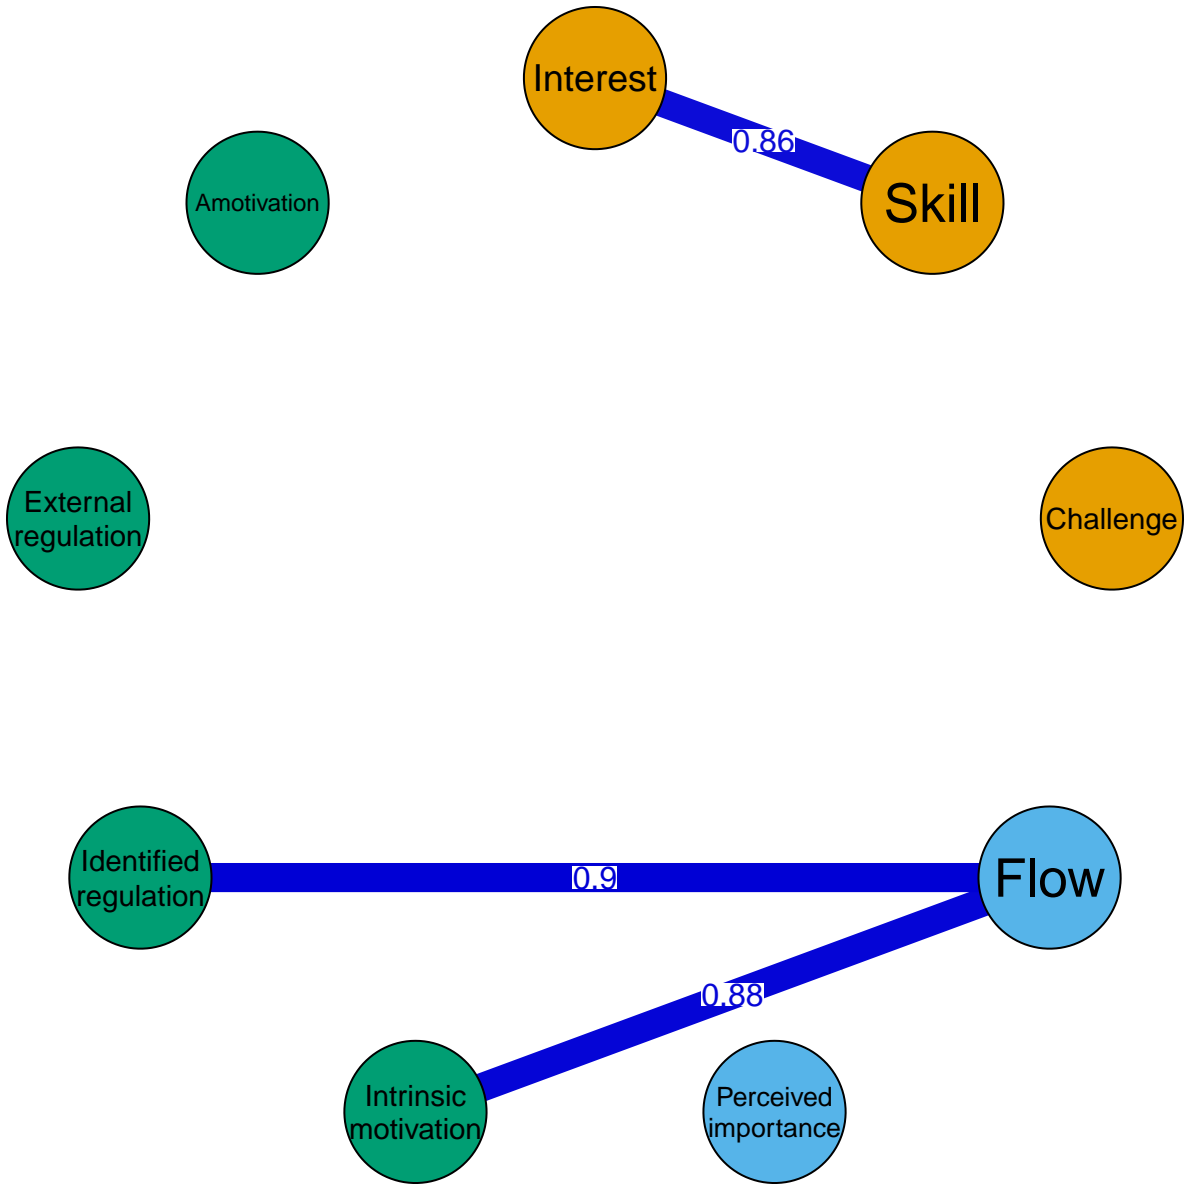 Interest
0.86
Amotivation
Skill
External
regulation
Challenge
Identified
regulation
0.9
Flow
0.88
Intrinsic
motivation
Perceived
importance